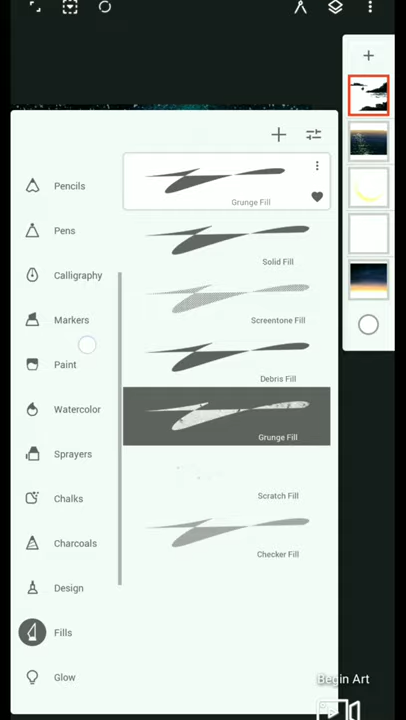 Pencils
Grunge Fill
Pens
Solid Fill
Calligraphy
Markers
Screentone Fill
Paint
Debris Fill
Watercolor
Grunge Fill
Sprayers
Chalks
Scratch Fill
Charcoals
Checker Fill
Design
Fills
Glow
Begin Art